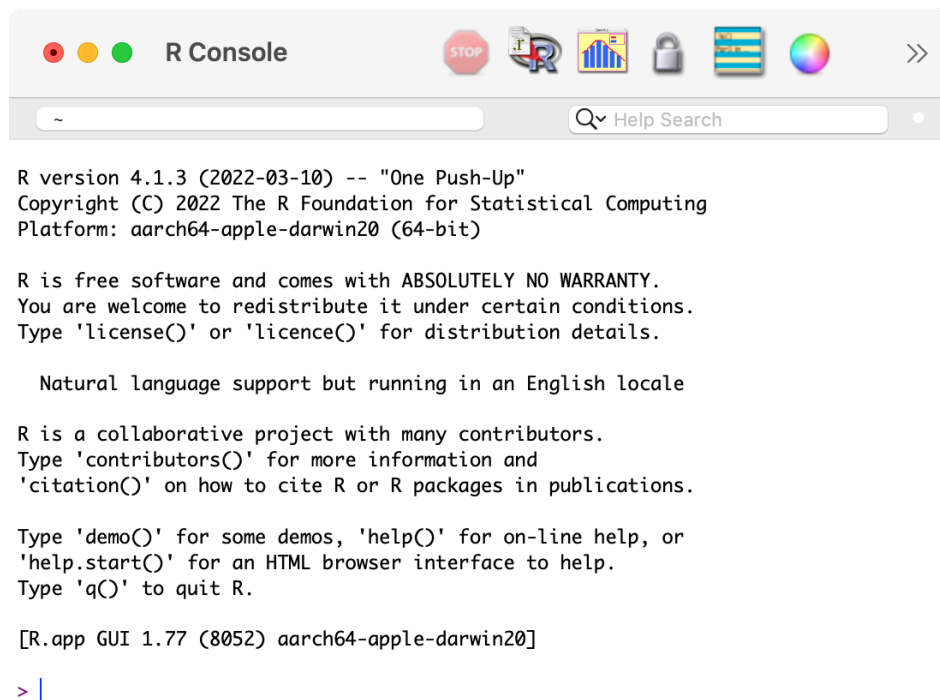 R Console
STOP
~
Help Search
R version 4.1.3 (2022-03-10) -- "One Push-Up"
Copyright (C) 2022 The R Foundation for Statistical Computing
Platform: aarch64-apple-darwin20 (64-bit)
R is free software and comes with ABSOLUTELY NO WARRANTY.
You are welcome to redistribute it under certain conditions.
Type 'license()' or 'licence()' for distribution details.
Natural language support but running in an English locale
R is a collaborative project with many contributors.
Type 'contributors()' for more information and
'citation()' on how to cite R or R packages in publications.
Type 'demo()' for some demos, 'help()' for on-line help, or
'help.start()' for an HTML browser interface to help.
Type 'q()' to quit R.
[R.app GUI 1.77 (8052) aarch64-apple-darwin20]
>